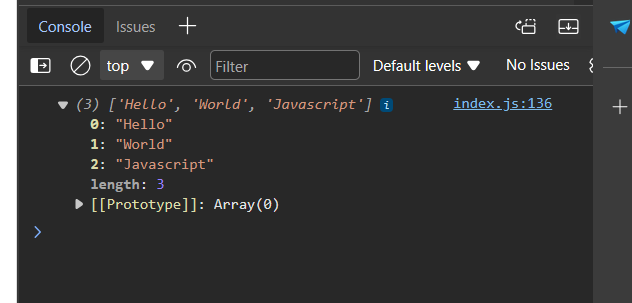 Console Issues
top Filter Default levels No Issues
(3) ['Hello', 'World', 'Javascript'] i index.js:136
0: "Hello"
1: "World"
2: "Javascript"
length: 3
[[Prototype]]: Array(0)